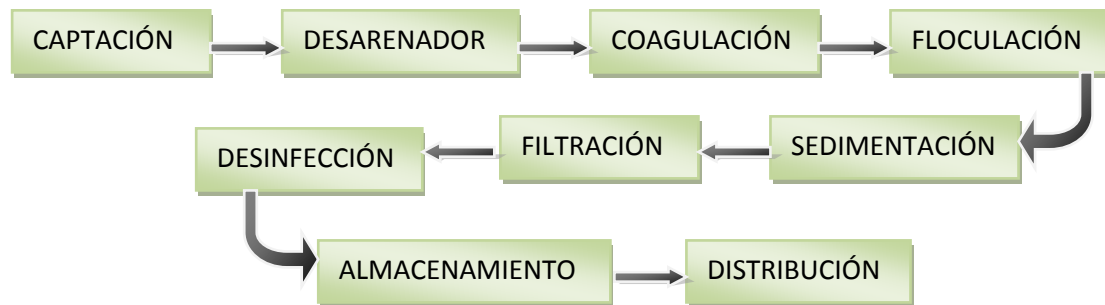 CAPTACIÓN
DESARENADOR
COAGULACIÓN
FLOCULACIÓN
SEDIMENTACIÓN
FILTRACIÓN
DESINFECCIÓN
ALMACENAMIENTO
DISTRIBUCIÓN